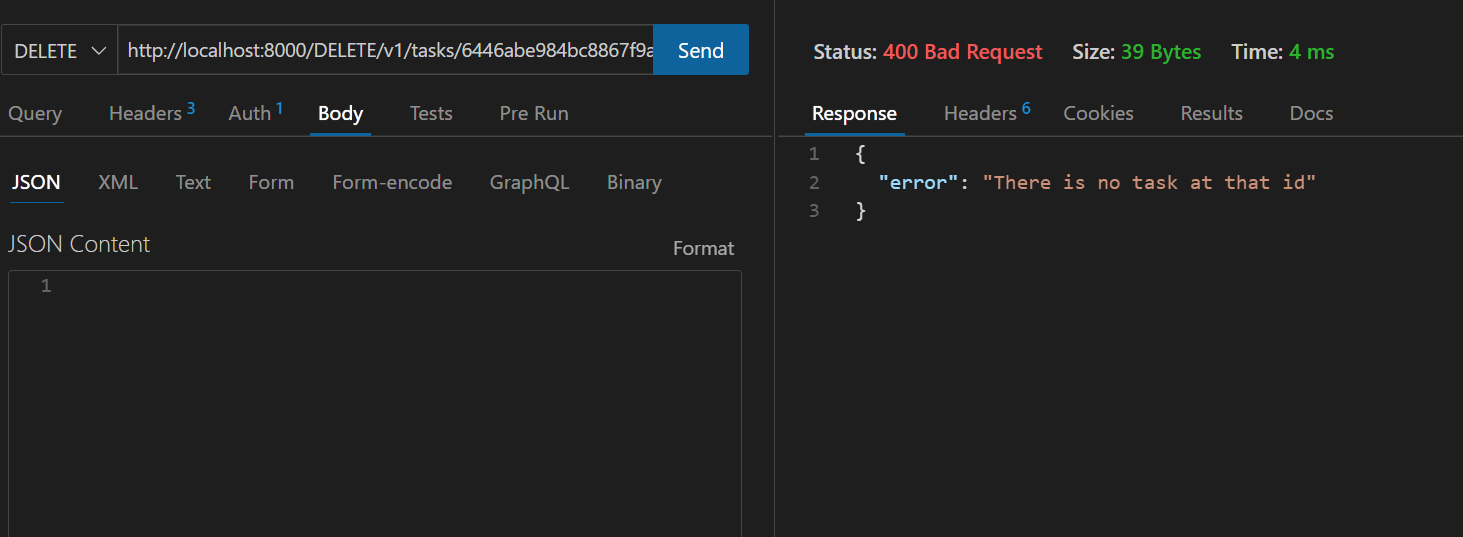 DELETE http://localhost:8000/DELETE/v1/tasks/6446abe984bc8867f9a Send
Query Headers 3 Auth 1 Body Tests Pre Run
JSON XML Text Form Form-encode GraphQL Binary
JSON Content Format
1
Status: 400 Bad Request Size: 39 Bytes Time: 4 ms
Response Headers 6 Cookies Results Docs
1 {
2 "error": "There is no task at that id"
3 }